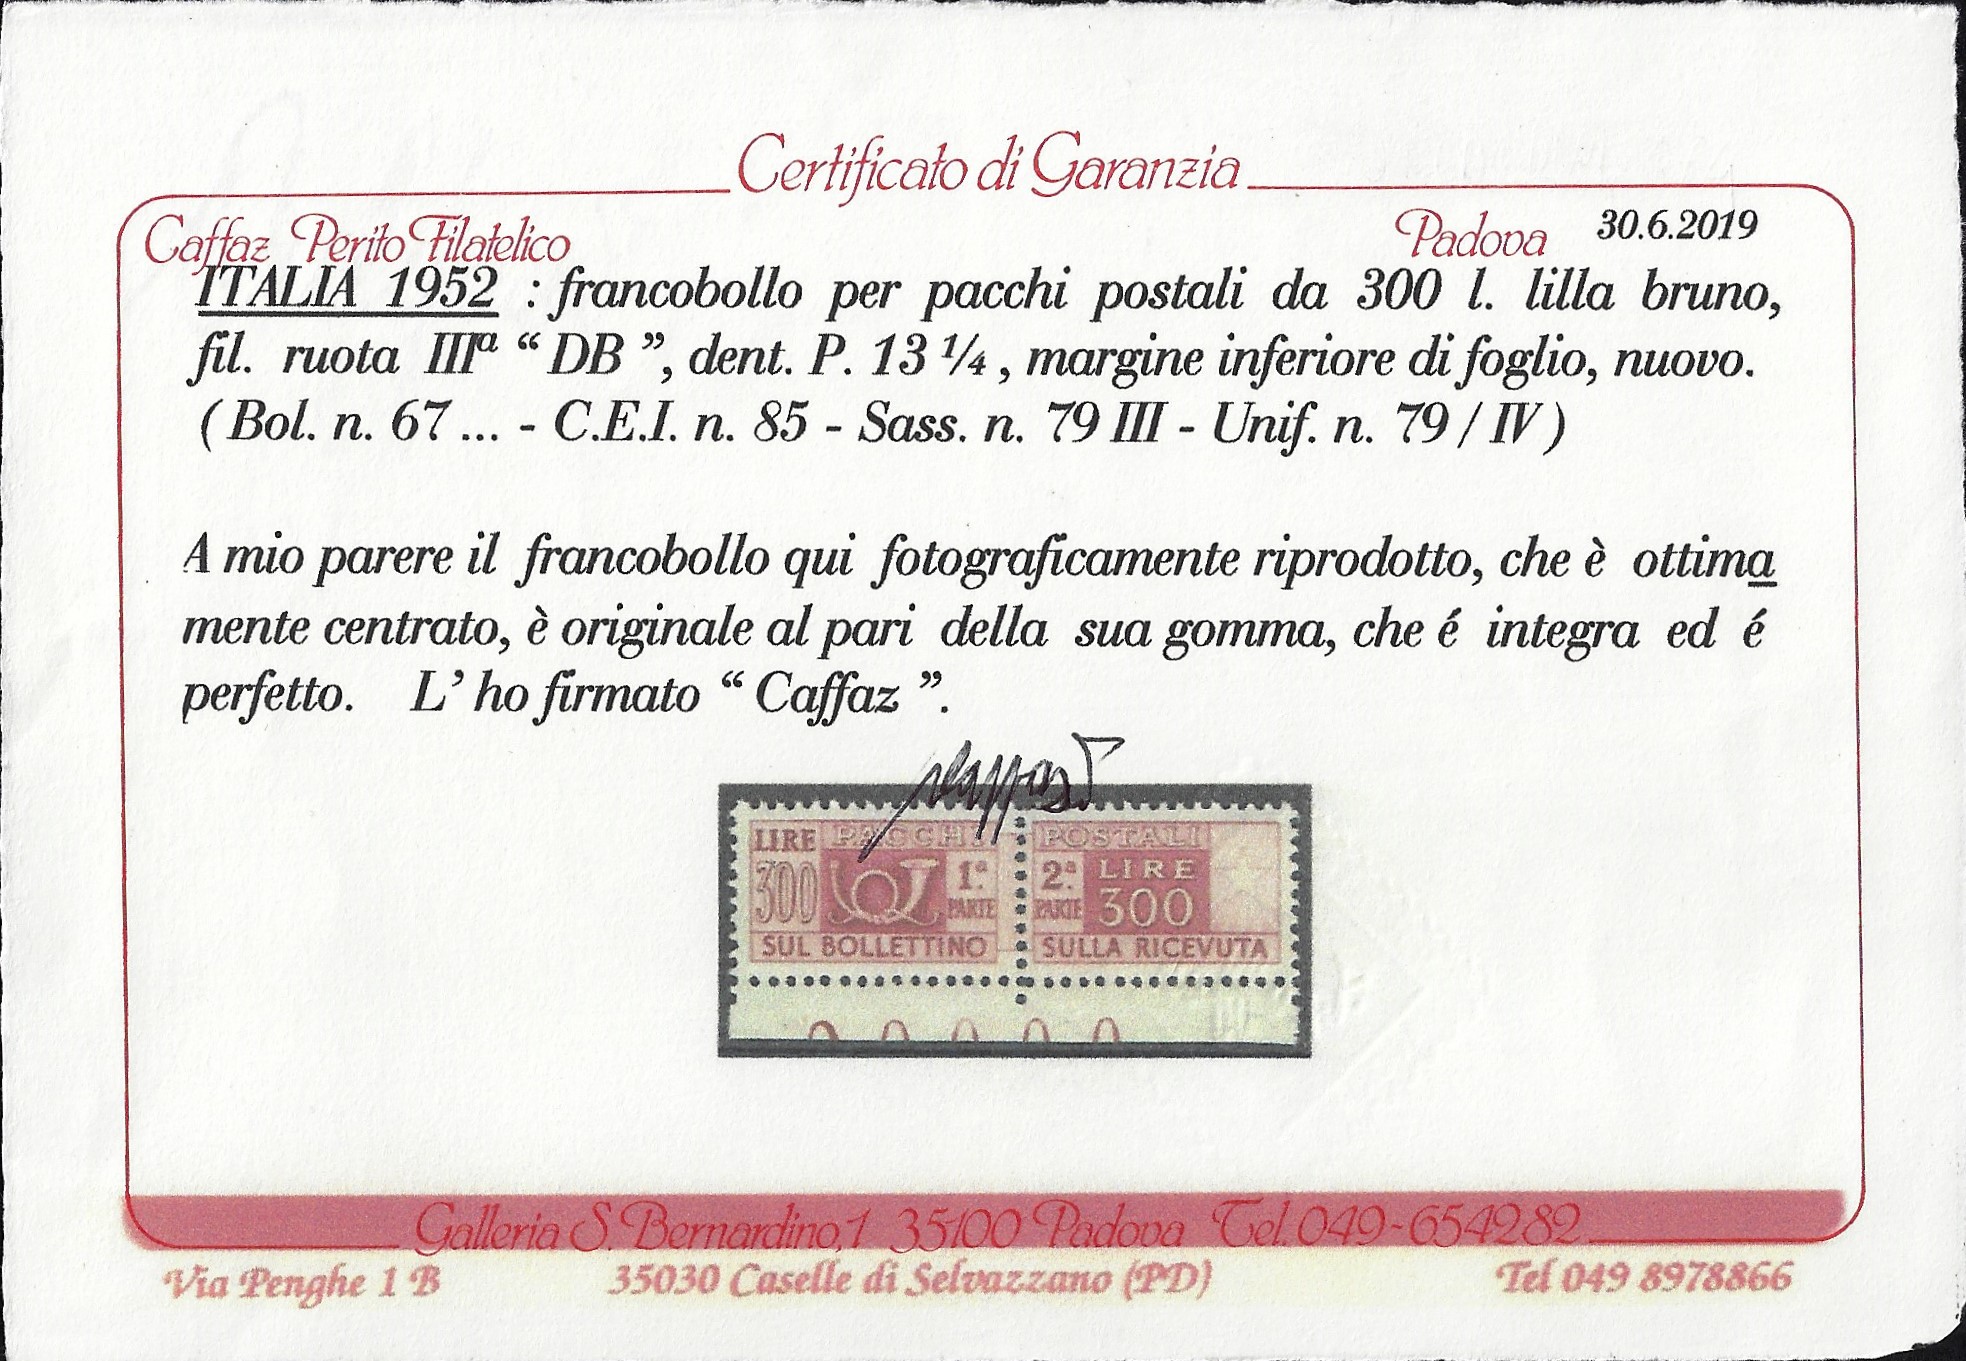 Certificato di Garanzia
Caffaz Perito Filatelico Padova 30.6.2019
ITALIA 1952 : francobollo per pacchi postali da 300 l. lilla bruno,
fil. ruota IIIª “ DB ”, dent. P. 13 ¼ , margine inferiore di foglio, nuovo.
( Bol. n. 67 ... - C.E.I. n. 85 - Sass. n. 79 III - Unif. n. 79 / IV )
A mio parere il francobollo qui fotograficamente riprodotto, che è ottima
mente centrato, è originale al pari della sua gomma, che é integra ed é
perfetto. L’ ho firmato “ Caffaz ”.
Caffaz
LIRE PACCHI POSTALI
300 1ª. PARTE 2ª. PARTE LIRE 300
SUL BOLLETTINO SULLA RICEVUTA
Galleria S. Bernardino, 1 35100 Padova Tel. 049-654282
Via Penghe 1 B 35030 Caselle di Selvazzano (PD) Tel 049 8978866